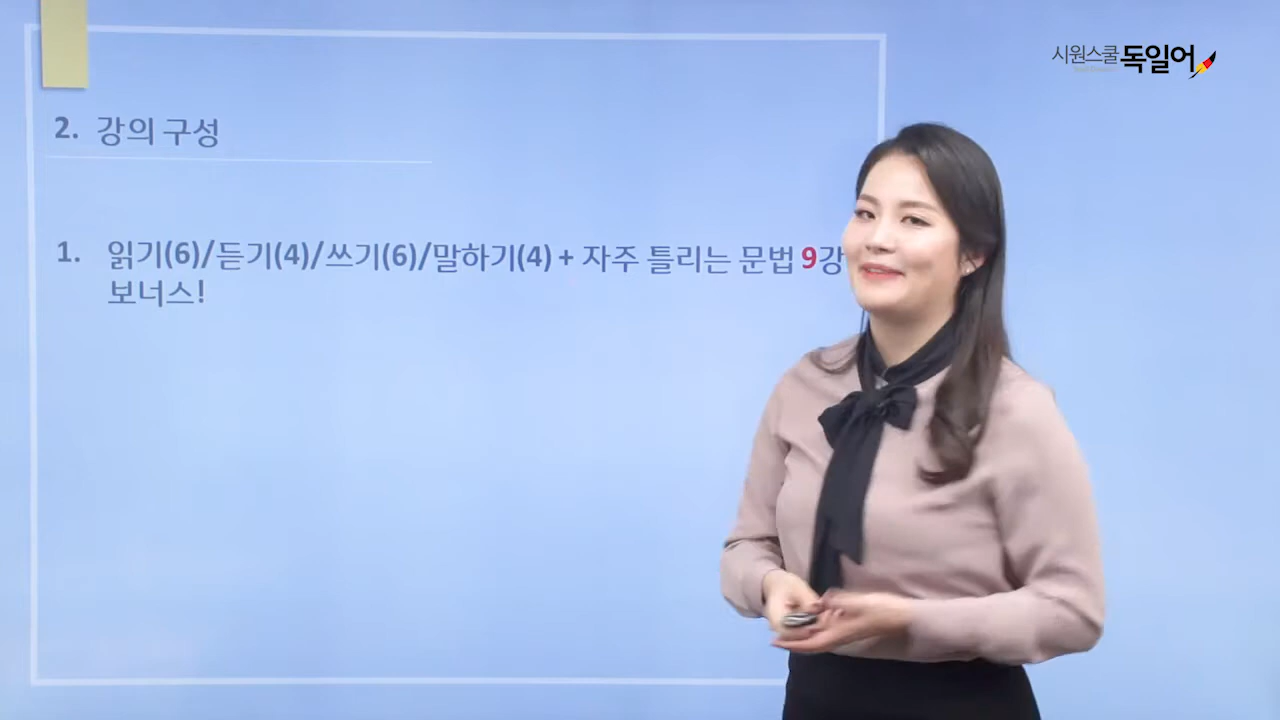 시원스쿨 독일어
2. 강의 구성
1. 읽기(6)/듣기(4)/쓰기(6)/말하기(4) + 자주 틀리는 문법 9강
보너스!